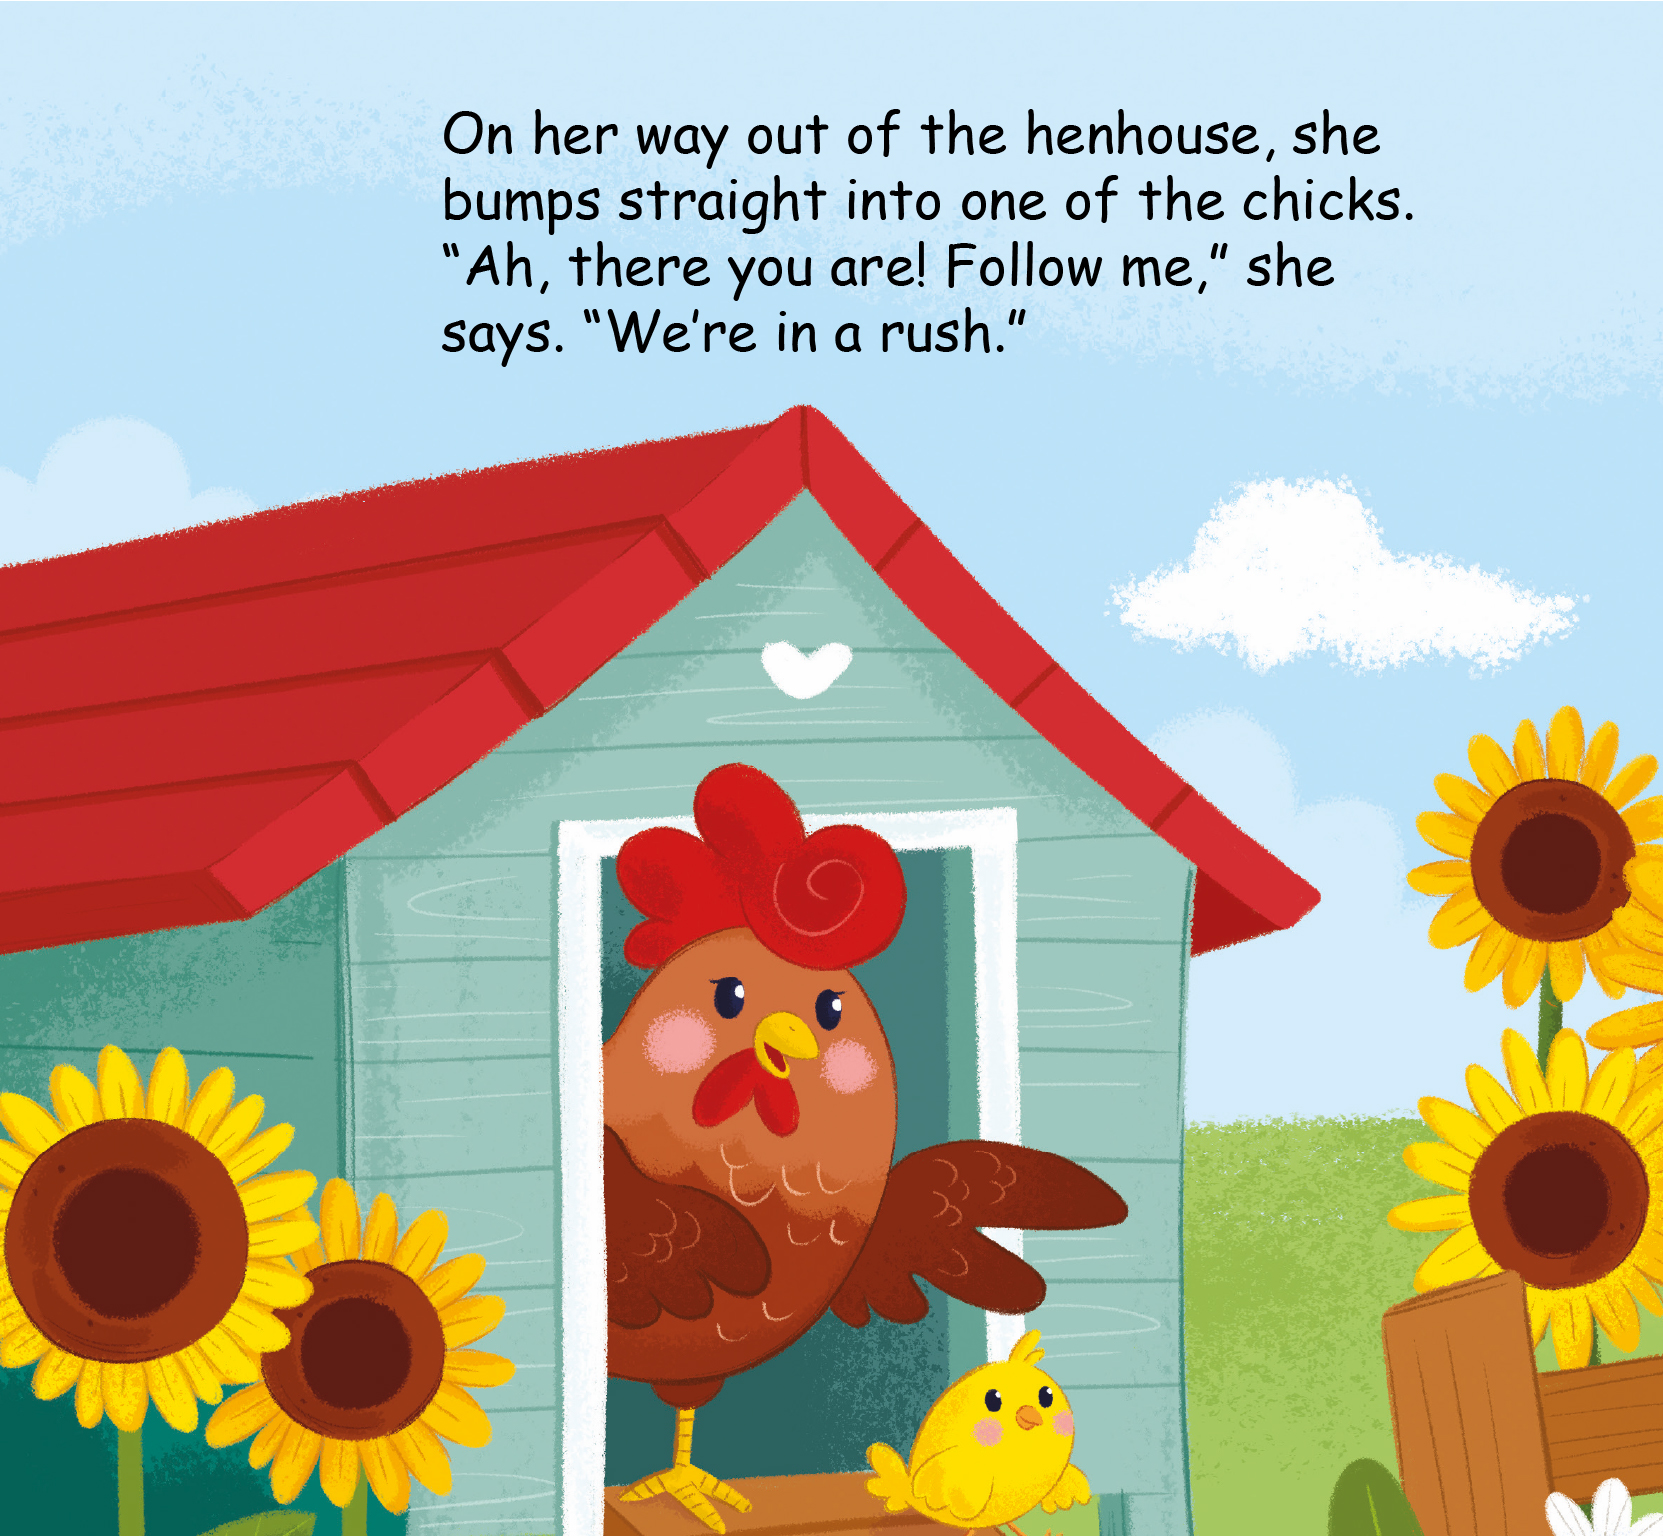 On her way out of the henhouse, she
bumps straight into one of the chicks.
“Ah, there you are! Follow me,” she
says. “We’re in a rush.”